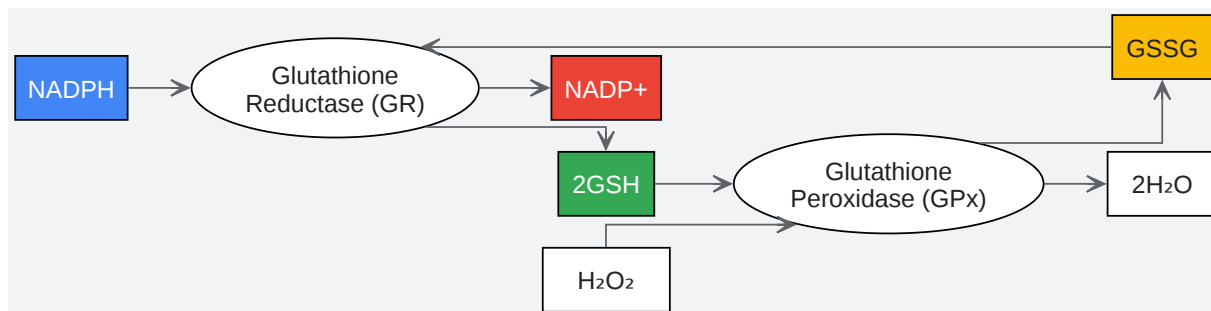 GSSG
NADPH
Glutathione
Reductase (GR)
NADP+
2GSH
Glutathione
Peroxidase (GPx)
2H₂O
H₂O₂